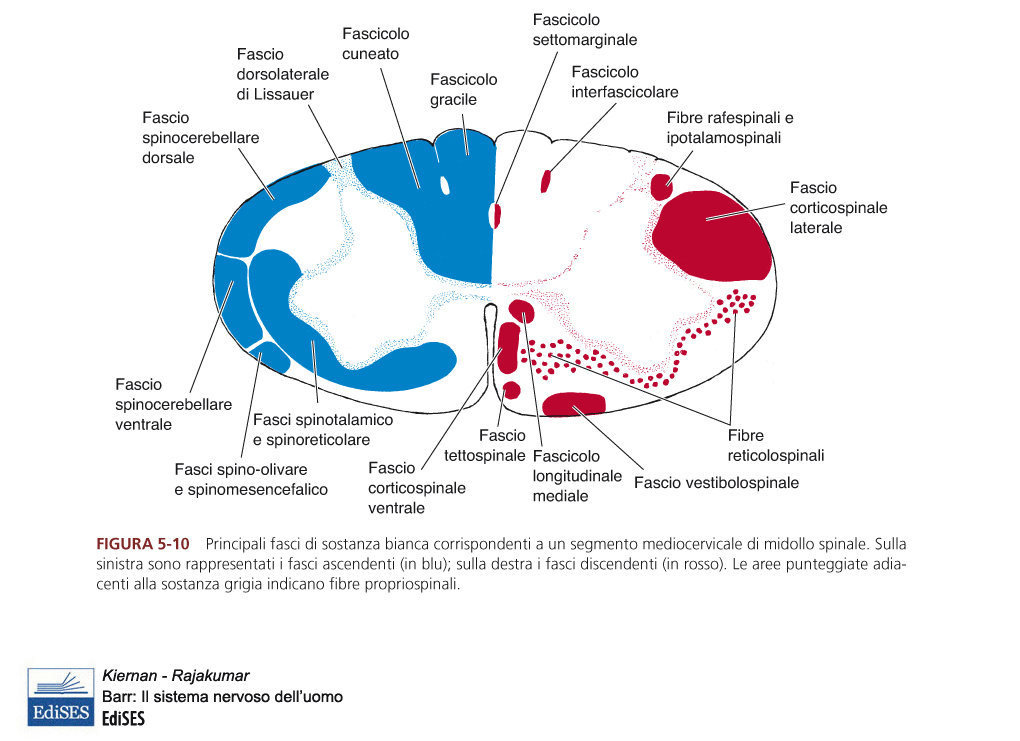 Fascicolo
settomarginale
Fascicolo
cuneato
Fascio
dorsolaterale
di Lissauer
Fascicolo
gracile
Fascicolo
interfascicolare
Fascio
spinocerebellare
dorsale
Fibre rafespinali e
ipotalamospinali
Fascio
corticospinale
laterale
Fascio
spinocerebellare
ventrale
Fasci spinotalamico
e spinoreticolare
Fasci spino-olivare
e spinomesencefalico
Fascio
corticospinale
ventrale
Fascio
tettospinale
Fascicolo
longitudinale
mediale
Fibre
reticolospinali
Fascio vestibolospinale
FIGURA 5-10 Principali fasci di sostanza bianca corrispondenti a un segmento mediocervicale di midollo spinale. Sulla
sinistra sono rappresentati i fasci ascendenti (in blu); sulla destra i fasci discendenti (in rosso). Le aree punteggiate adia-
centi alla sostanza grigia indicano fibre propriospinali.
EdiSES
Kiernan - Rajakumar
Barr: Il sistema nervoso dell'uomo
EdiSES